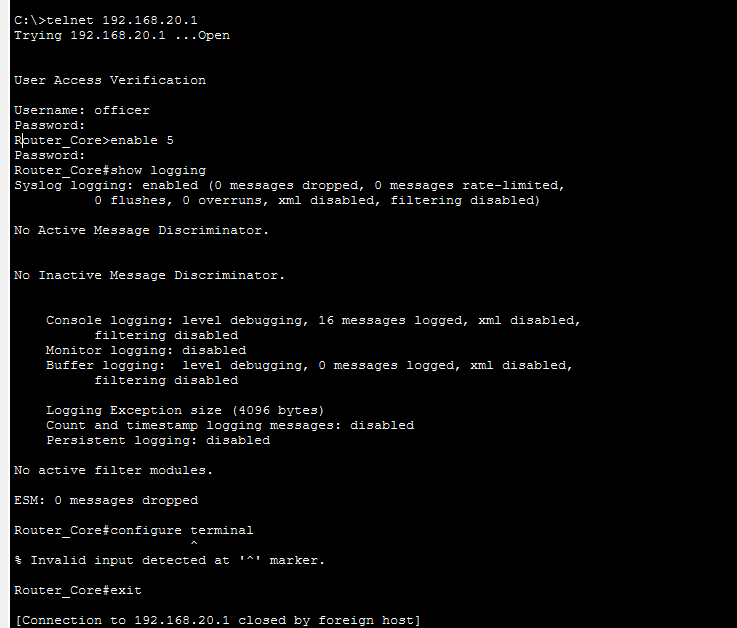 C:\>telnet 192.168.20.1
Trying 192.168.20.1 ...Open
User Access Verification
Username: officer
Password:
Router_Core>enable 5
Password:
Router_Core#show logging
Syslog logging: enabled (0 messages dropped, 0 messages rate-limited,
0 flushes, 0 overruns, xml disabled, filtering disabled)
No Active Message Discriminator.
No Inactive Message Discriminator.
Console logging: level debugging, 16 messages logged, xml disabled,
filtering disabled
Monitor logging: disabled
Buffer logging:  level debugging, 0 messages logged, xml disabled,
filtering disabled
Logging Exception size (4096 bytes)
Count and timestamp logging messages: disabled
Persistent logging: disabled
No active filter modules.
ESM: 0 messages dropped
Router_Core#configure terminal
^
% Invalid input detected at '^' marker.
Router_Core#exit
[Connection to 192.168.20.1 closed by foreign host]